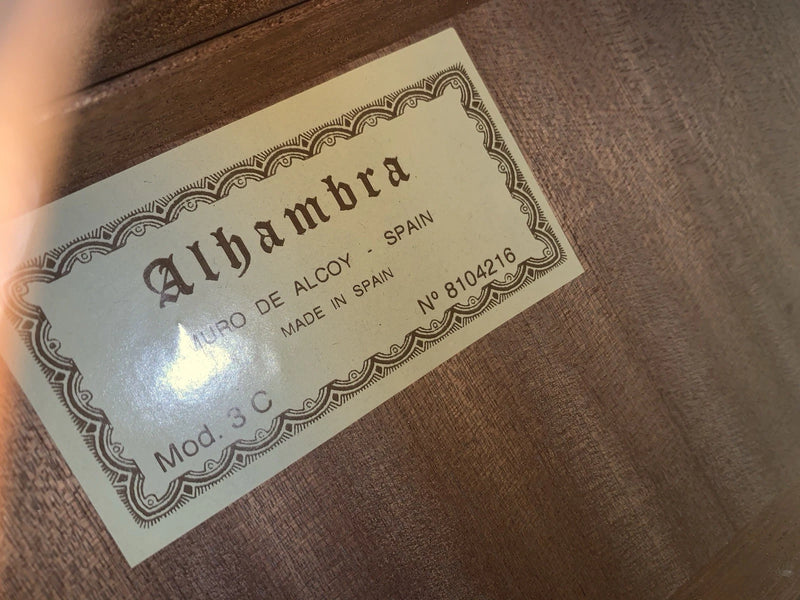 Alhambra
MURO DE ALCOY - SPAIN
MADE IN SPAIN
Nº 8104216
Mod. 3 C